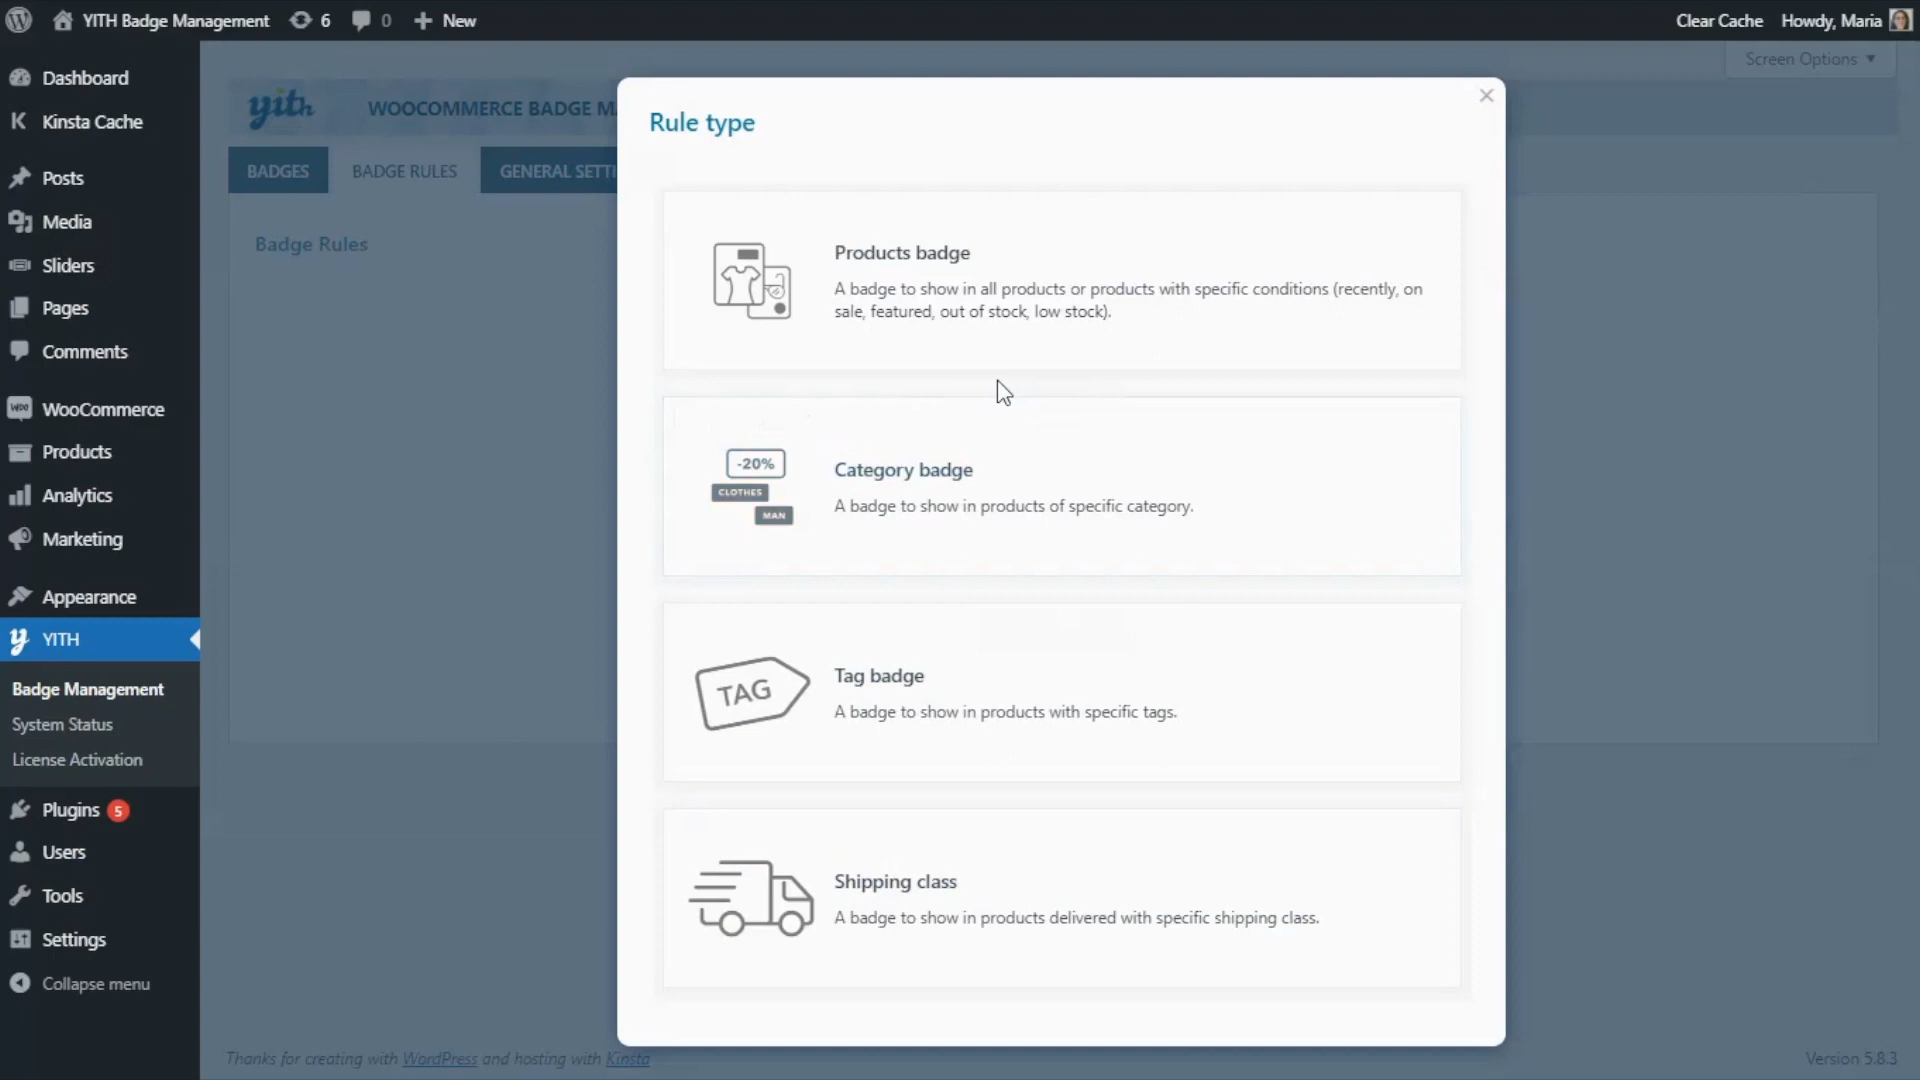 YITH Badge Management
6
0
New
Clear Cache
Howdy, Maria
Dashboard
Kinsta Cache
Posts
Media
Sliders
Pages
Comments
WooCommerce
Products
Analytics
Marketing
Appearance
YITH
Badge Management
System Status
License Activation
Plugins 5
Users
Tools
Settings
Collapse menu
Screen Options
yith
WOOCOMMERCE BADGE
BADGES
BADGE RULES
GENERAL
Badge Rules
Rule type
Products badge
A badge to show in all products or products with specific conditions (recently, on
sale, featured, out of stock, low stock).
-20%
CLOTHES
MAN
Category badge
A badge to show in products of specific category.
TAG
Tag badge
A badge to show in products with specific tags.
Shipping class
A badge to show in products delivered with specific shipping class.
Thanks for creating with WordPress and hosting with Kinsta
Version 5.8.3